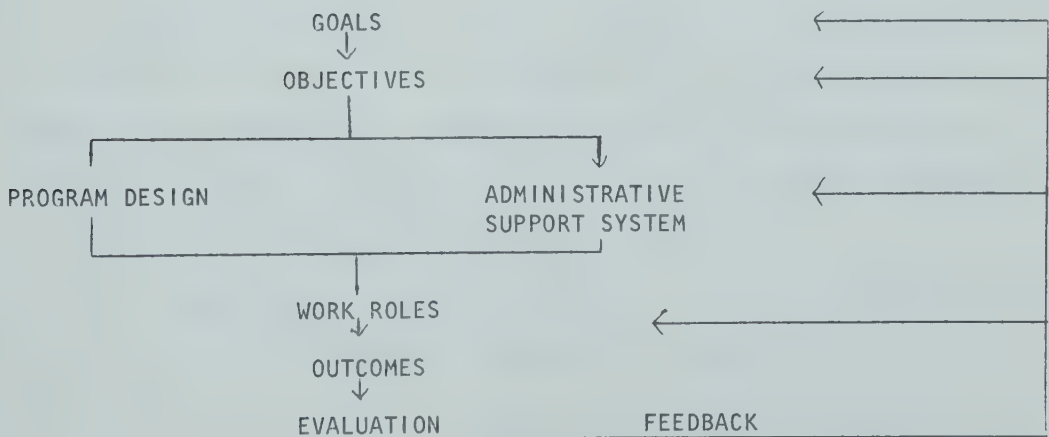 GOALS
OBJECTIVES
PROGRAM DESIGN
ADMINISTRATIVE
SUPPORT SYSTEM
WORK ROLES
OUTCOMES
EVALUATION FEEDBACK